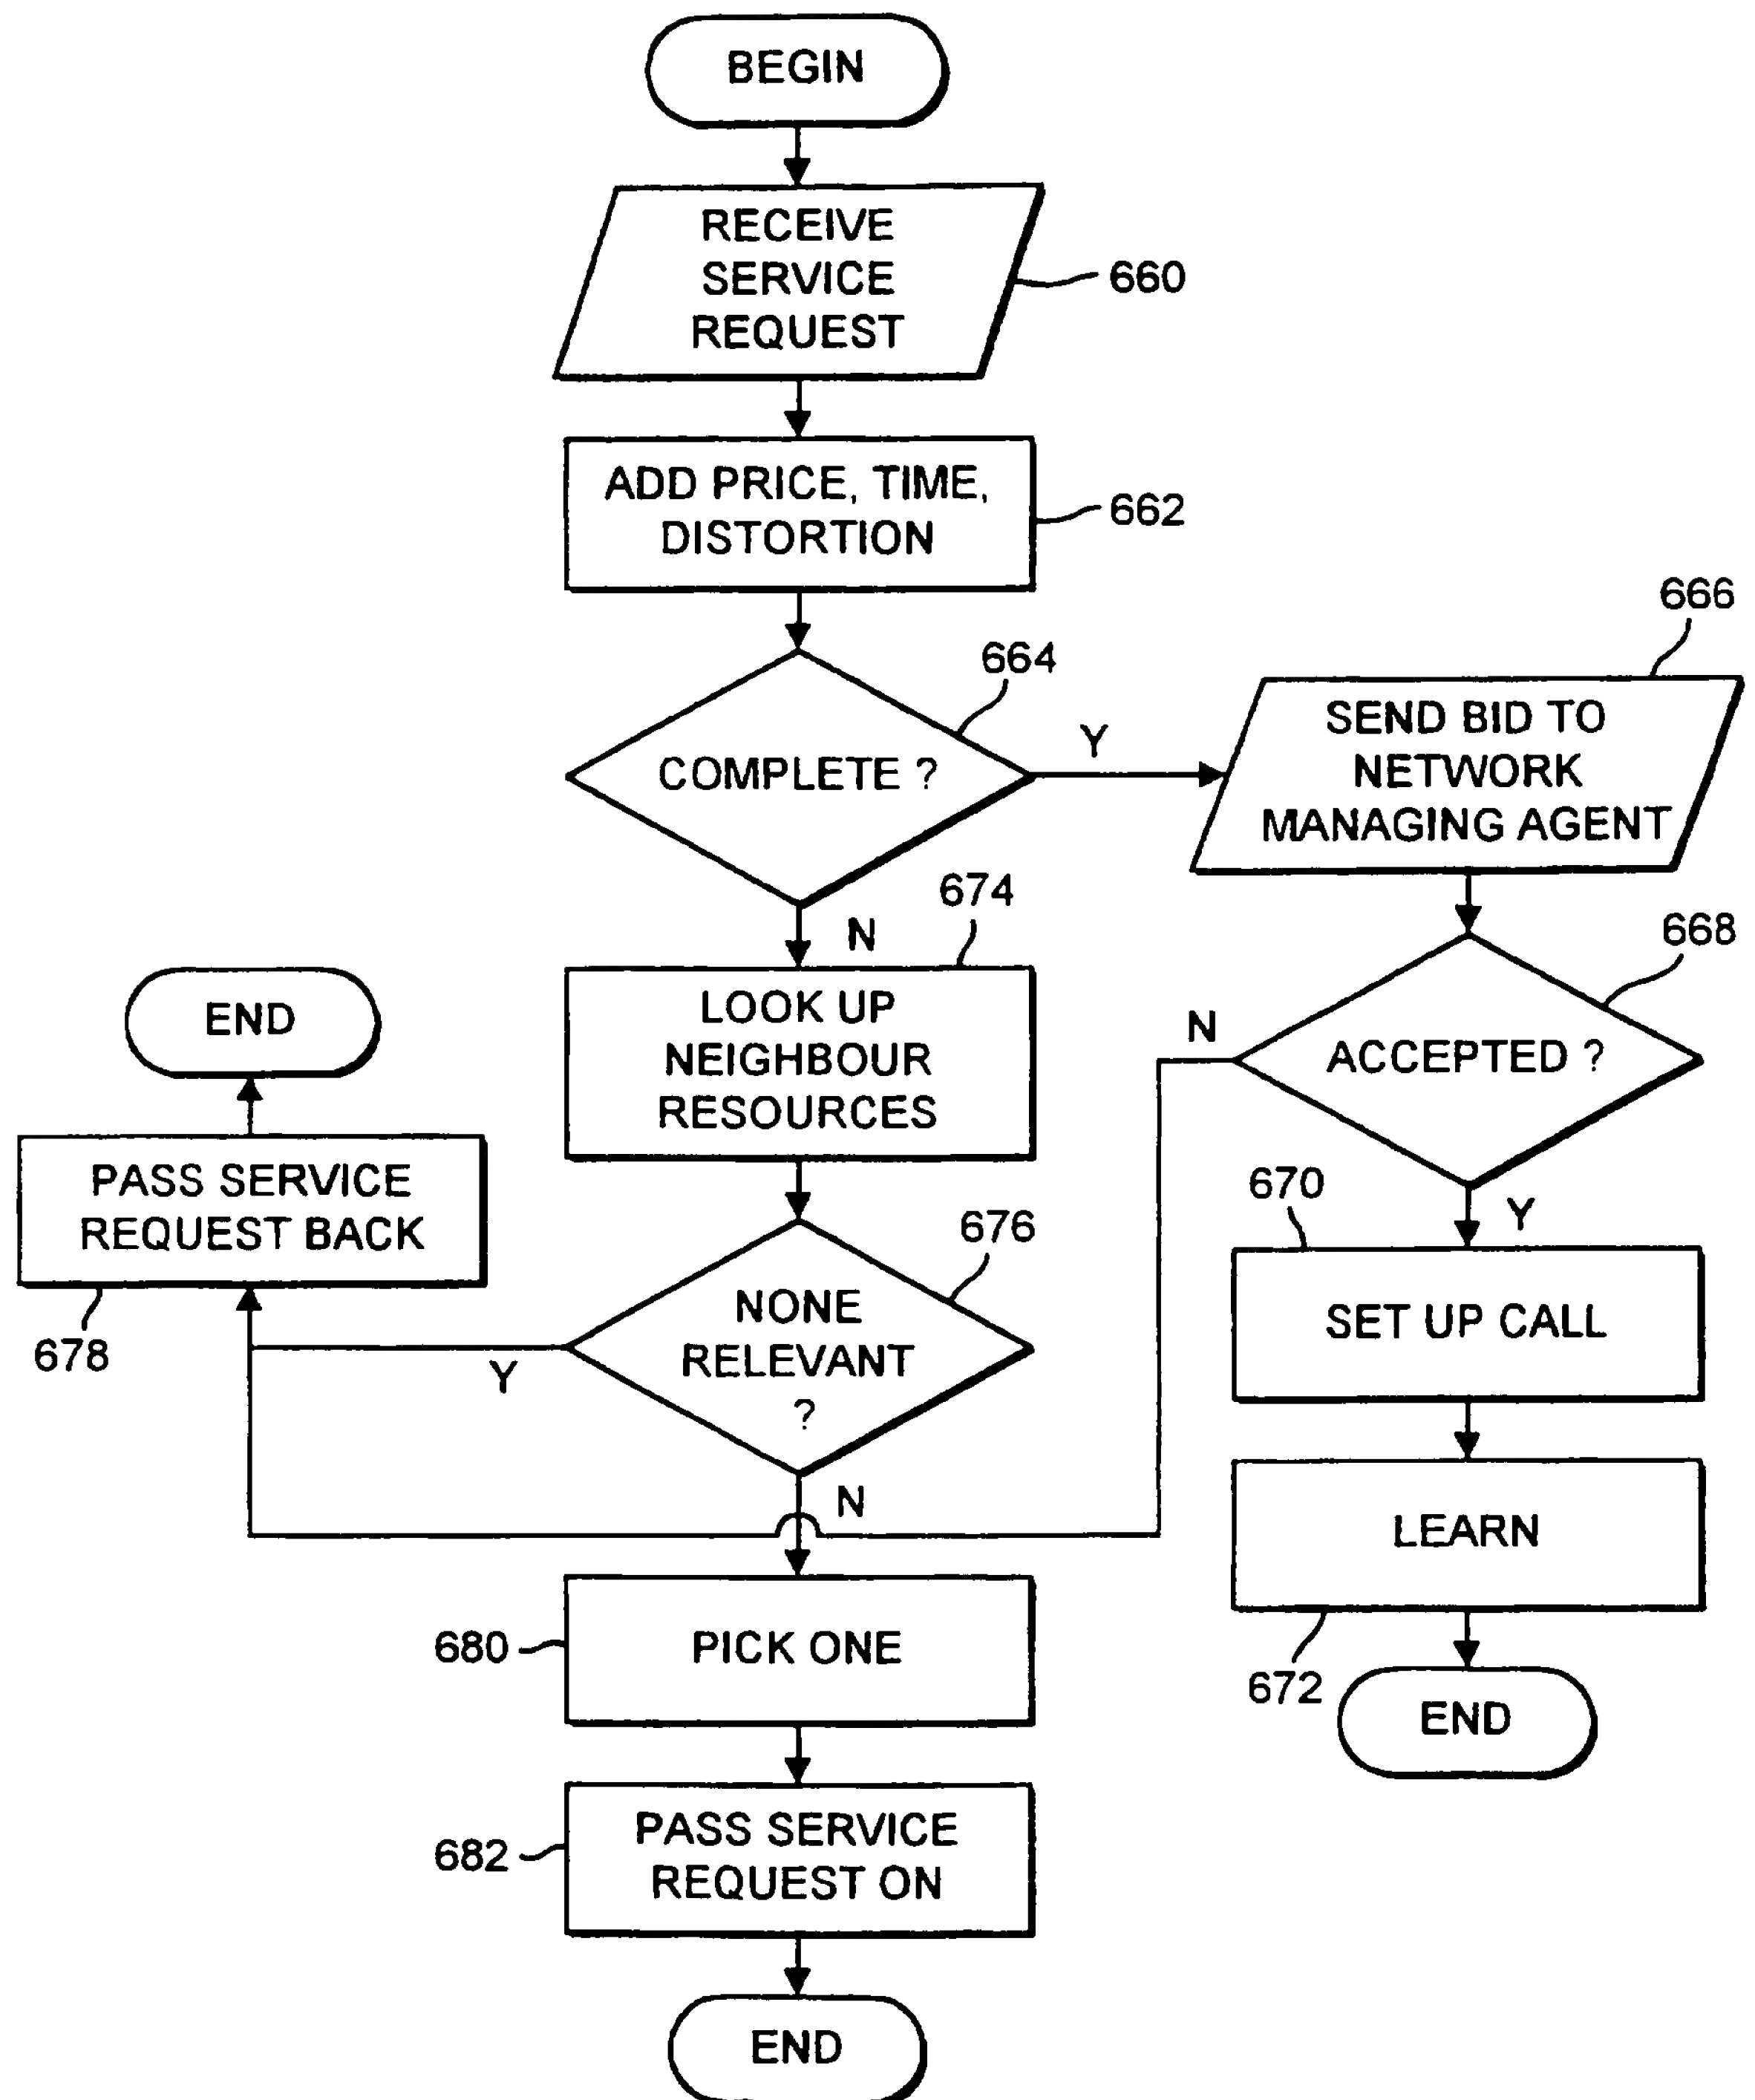 BEGIN
RECEIVE
SERVICE
REQUEST
660
ADD PRICE, TIME,
DISTORTION
662
COMPLETE ?
664
Y
N
SEND BID TO
NETWORK
MANAGING AGENT
666
ACCEPTED ?
668
N
Y
SET UP CALL
670
LEARN
672
END
LOOK UP
NEIGHBOUR
RESOURCES
674
NONE
RELEVANT
?
676
Y
N
END
PASS SERVICE
REQUEST BACK
678
PICK ONE
680
PASS SERVICE
REQUEST ON
682
END